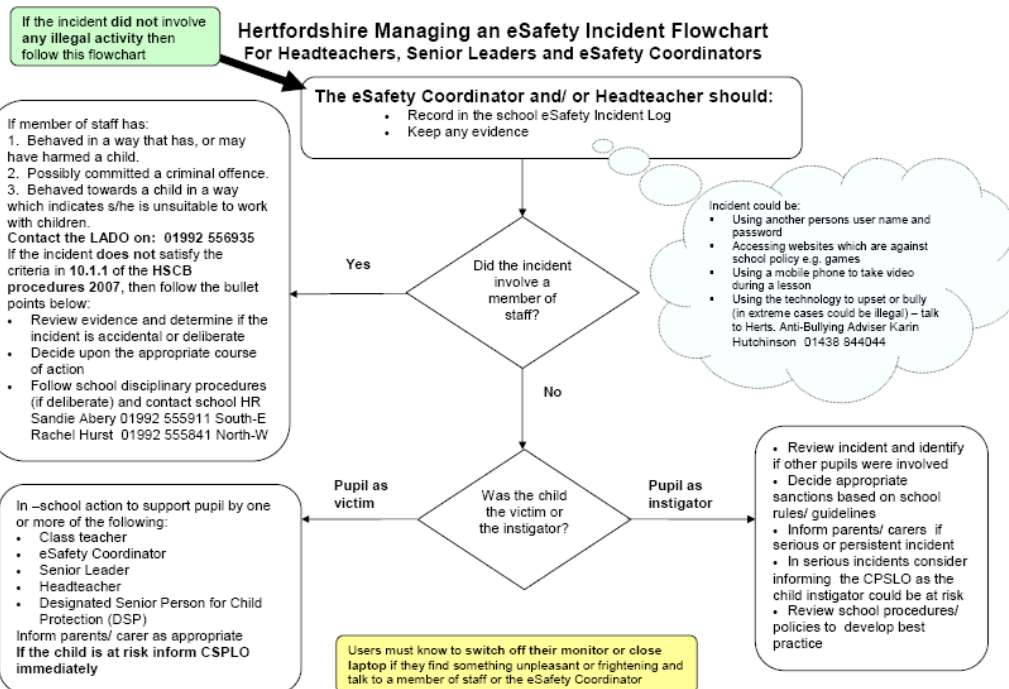 If the incident did not involve
any illegal activity then
follow this flowchart
Hertfordshire Managing an eSafety Incident Flowchart
For Headteachers, Senior Leaders and eSafety Coordinators
The eSafety Coordinator and/ or Headteacher should:
• Record in the school eSafety Incident Log
• Keep any evidence
If member of staff has:
1. Behaved in a way that has, or may
have harmed a child.
2. Possibly committed a criminal offence.
3. Behaved towards a child in a way
which indicates s/he is unsuitable to work
with children.
Contact the LADO on: 01992 556935
If the incident does not satisfy the
criteria in 10.1.1 of the HSCB
procedures 2007, then follow the bullet
points below:
• Review evidence and determine if the
incident is accidental or deliberate
• Decide upon the appropriate course
of action
• Follow school disciplinary procedures
(if deliberate) and contact school HR
Sandie Abery 01992 555911 South-E
Rachel Hurst 01992 555841 North-W
Yes
Did the incident
involve a
member of
staff?
Incident could be:
▪ Using another persons user name and
password
▪ Accessing websites which are against
school policy e.g. games
▪ Using a mobile phone to take video
during a lesson
▪ Using the technology to upset or bully
(in extreme cases could be illegal) – talk
to Herts. Anti-Bullying Adviser Karin
Hutchinson 01438 844044
No
In –school action to support pupil by one
or more of the following:
• Class teacher
• eSafety Coordinator
• Senior Leader
• Headteacher
• Designated Senior Person for Child
Protection (DSP)
Inform parents/ carer as appropriate
If the child is at risk inform CSPLO
immediately
Pupil as
victim
Was the child
the victim or
the instigator?
Pupil as
instigator
• Review incident and identify
if other pupils were involved
• Decide appropriate
sanctions based on school
rules/ guidelines
• Inform parents/ carers if
serious or persistent incident
• In serious incidents consider
informing the CPSLO as the
child instigator could be at risk
• Review school procedures/
policies to develop best
practice
Users must know to switch off their monitor or close
laptop if they find something unpleasant or frightening and
talk to a member of staff or the eSafety Coordinator